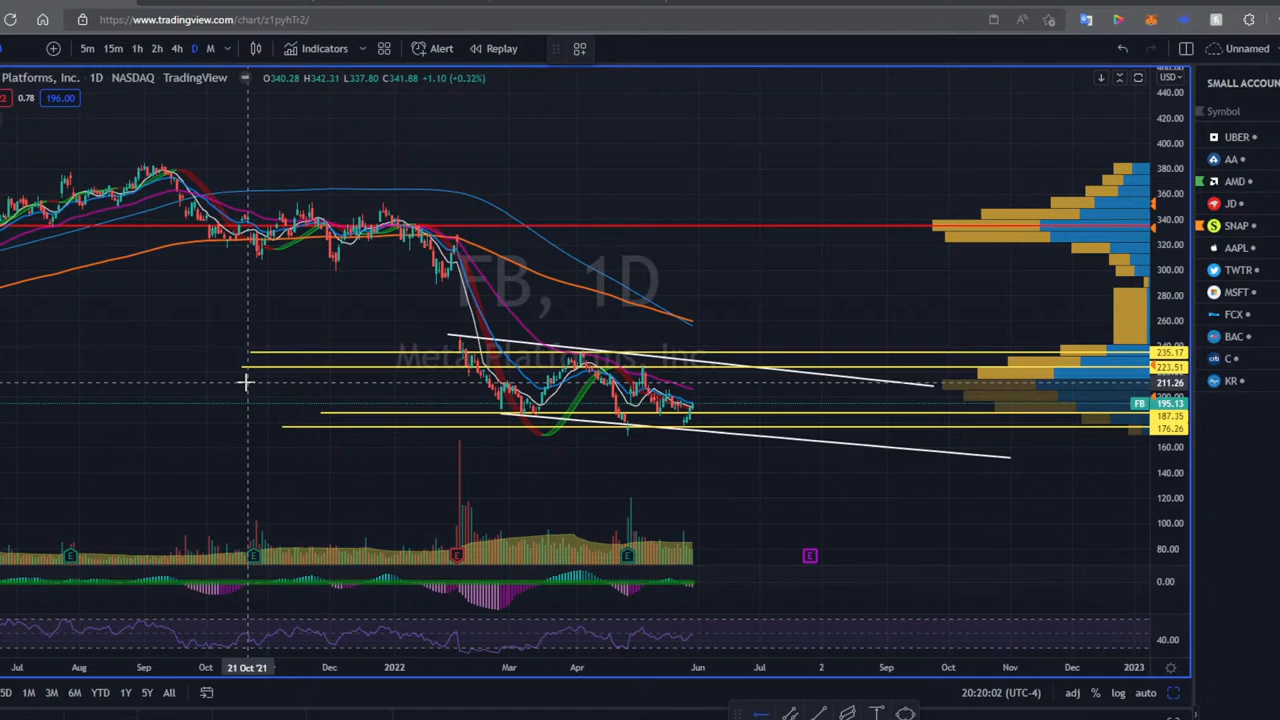 https://www.tradingview.com/chart/z1pyhTr2/
5m 15m 1h 2h 4h D M Indicators Alert Replay Unnamed
Platforms, Inc. 1D NASDAQ TradingView O340.28 H342.31 L337.80 C341.88 +1.10 (+0.32%) USD
0.78 196.00
440.00
420.00
400.00
380.00
360.00
340.00
320.00
300.00
280.00
260.00
235.17
223.51
211.26
FB 195.13
187.35
176.26
160.00
140.00
120.00
100.00
80.00
0.00
40.00
FB, 1D
Meta Platforms, Inc
E E E E E
Jul Aug Sep Oct 21 Oct '21 Dec 2022 Mar Apr Jun Jul 2 Sep Oct Nov Dec 2023
5D 1M 3M 6M YTD 1Y 5Y All 20:20:02 (UTC-4) adj % log auto
SMALL ACCOUN
Symbol
UBER
AA
AMD
JD
SNAP
AAPL
TWTR
MSFT
FCX
BAC
C
KR